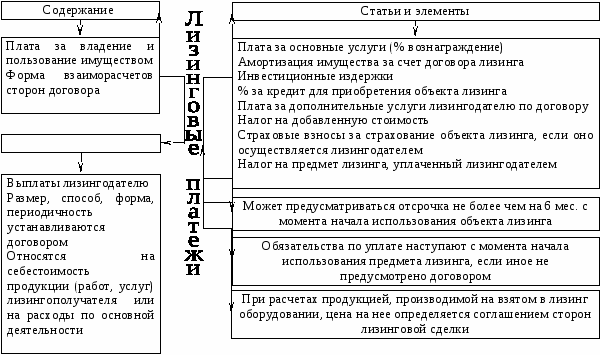 Содержание
Плата за владение и
пользование имуществом
Форма взаиморасчетов
сторон договора
Выплаты лизингодателю
Размер, способ, форма,
периодичность
устанавливаются
договором
Относятся на
себестоимость
продукции (работ, услуг)
лизингополучателя или
на расходы по основной
деятельности
Лизинговые платежи
Статьи и элементы
Плата за основные услуги (% вознаграждение)
Амортизация имущества за счет договора лизинга
Инвестиционные издержки
% за кредит для приобретения объекта лизинга
Плата за дополнительные услуги лизингодателю по договору
Налог на добавленную стоимость
Страховые взносы за страхование объекта лизинга, если оно
осуществляется лизингодателем
Налог на предмет лизинга, уплаченный лизингодателем
Может предусматриваться отсрочка не более чем на 6 мес. с
момента начала использования объекта лизинга
Обязательства по уплате наступают с момента начала
использования предмета лизинга, если иное не
предусмотрено договором
При расчетах продукцией, производимой на взятом в лизинг
оборудовании, цена на нее определяется соглашением сторон
лизинговой сделки